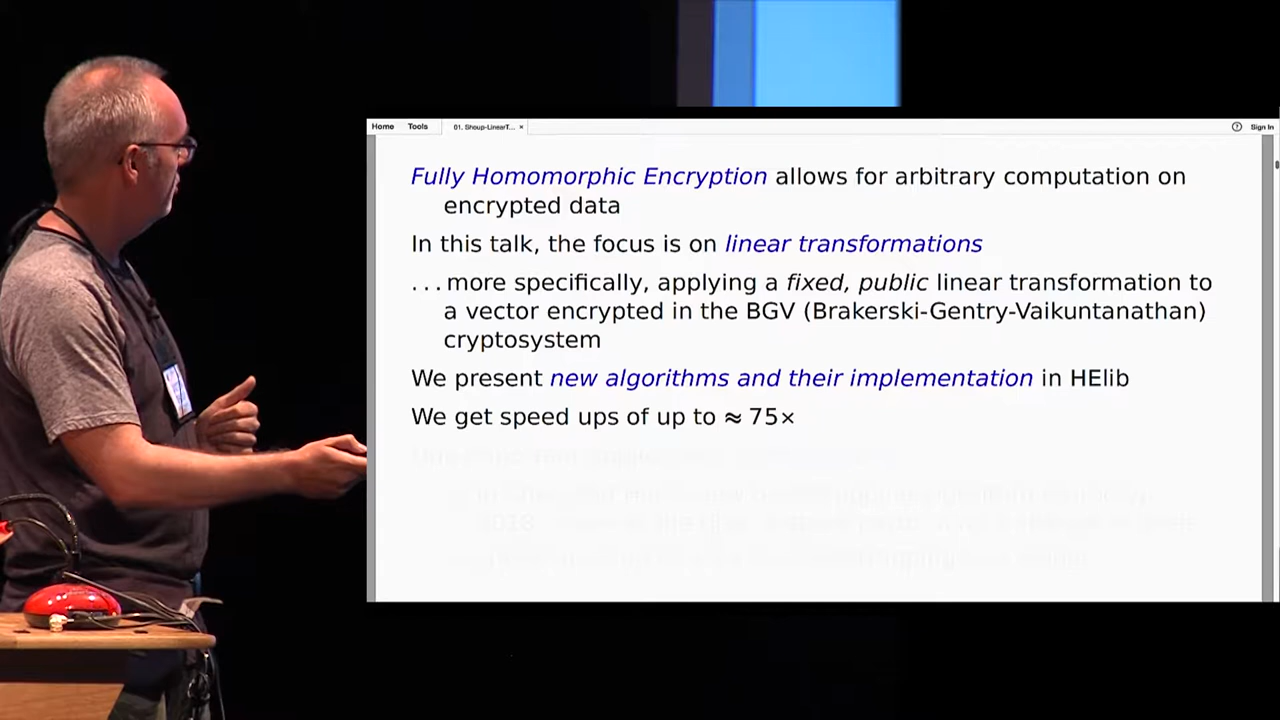 Home Tools 01. Shoup-LinearT... × Sign In
Fully Homomorphic Encryption allows for arbitrary computation on
encrypted data
In this talk, the focus is on linear transformations
...more specifically, applying a fixed, public linear transformation to
a vector encrypted in the BGV (Brakerski-Gentry-Vaikuntanathan)
cryptosystem
We present new algorithms and their implementation in HElib
We get speed ups of up to ≈ 75×